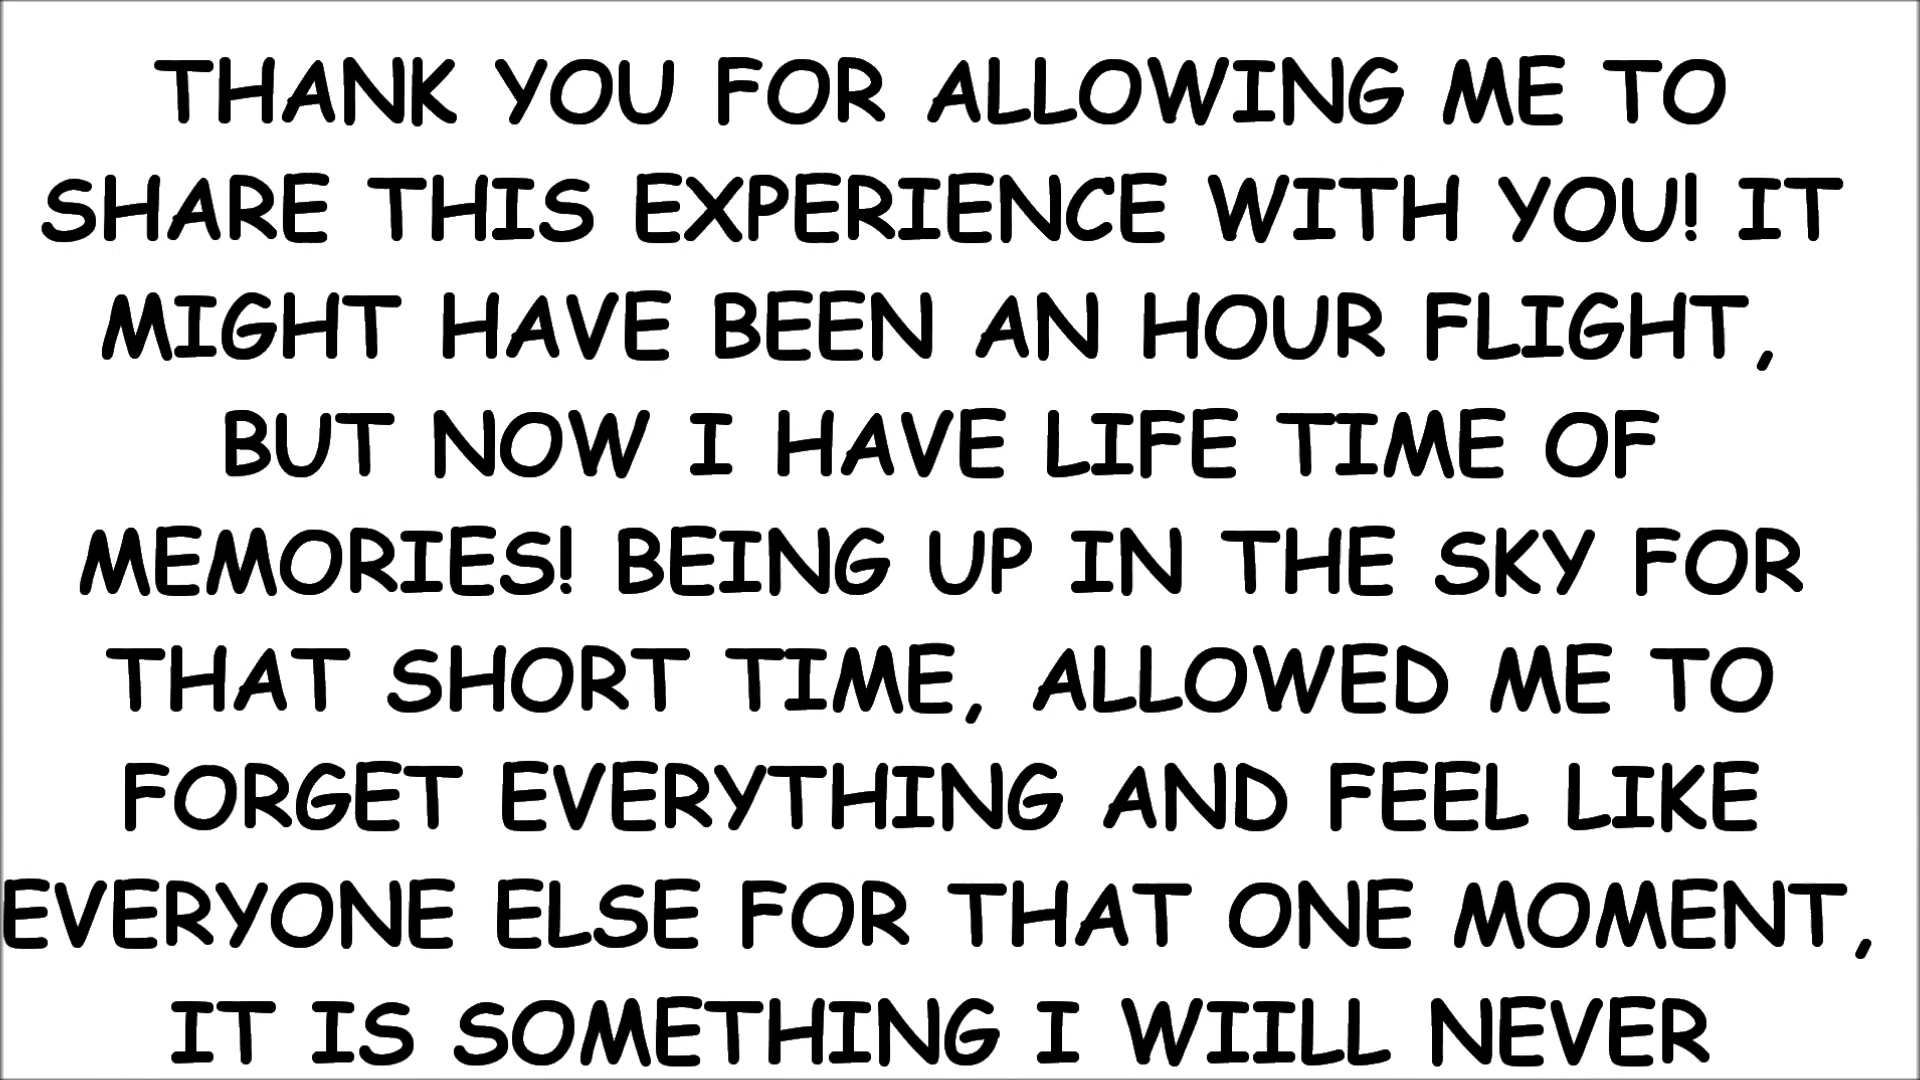 THANK YOU FOR ALLOWING ME TO
SHARE THIS EXPERIENCE WITH YOU! IT
MIGHT HAVE BEEN AN HOUR FLIGHT,
BUT NOW I HAVE LIFE TIME OF
MEMORIES! BEING UP IN THE SKY FOR
THAT SHORT TIME, ALLOWED ME TO
FORGET EVERYTHING AND FEEL LIKE
EVERYONE ELSE FOR THAT ONE MOMENT,
IT IS SOMETHING I WIILL NEVER